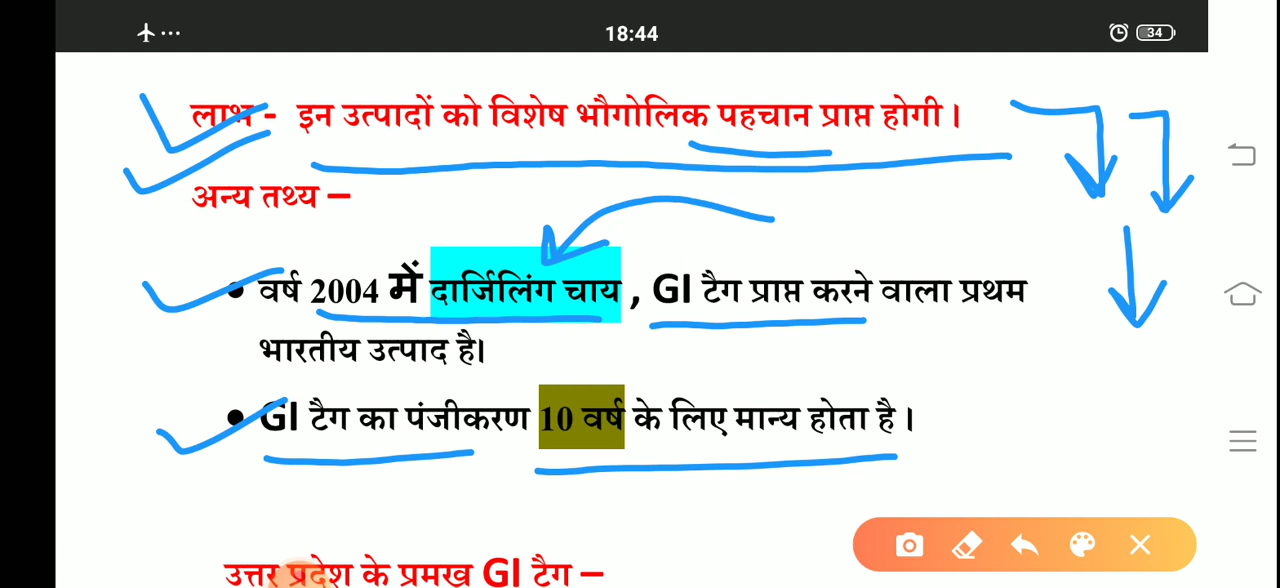 18:44
34
लाभ - इन उत्पादों को विशेष भौगोलिक पहचान प्राप्त होगी।
अन्य तथ्य –
• वर्ष 2004 में दार्जिलिंग चाय , GI टैग प्राप्त करने वाला प्रथम
भारतीय उत्पाद है।
• GI टैग का पंजीकरण 10 वर्ष के लिए मान्य होता है।
उत्तर प्रदेश के प्रमुख GI टैग –